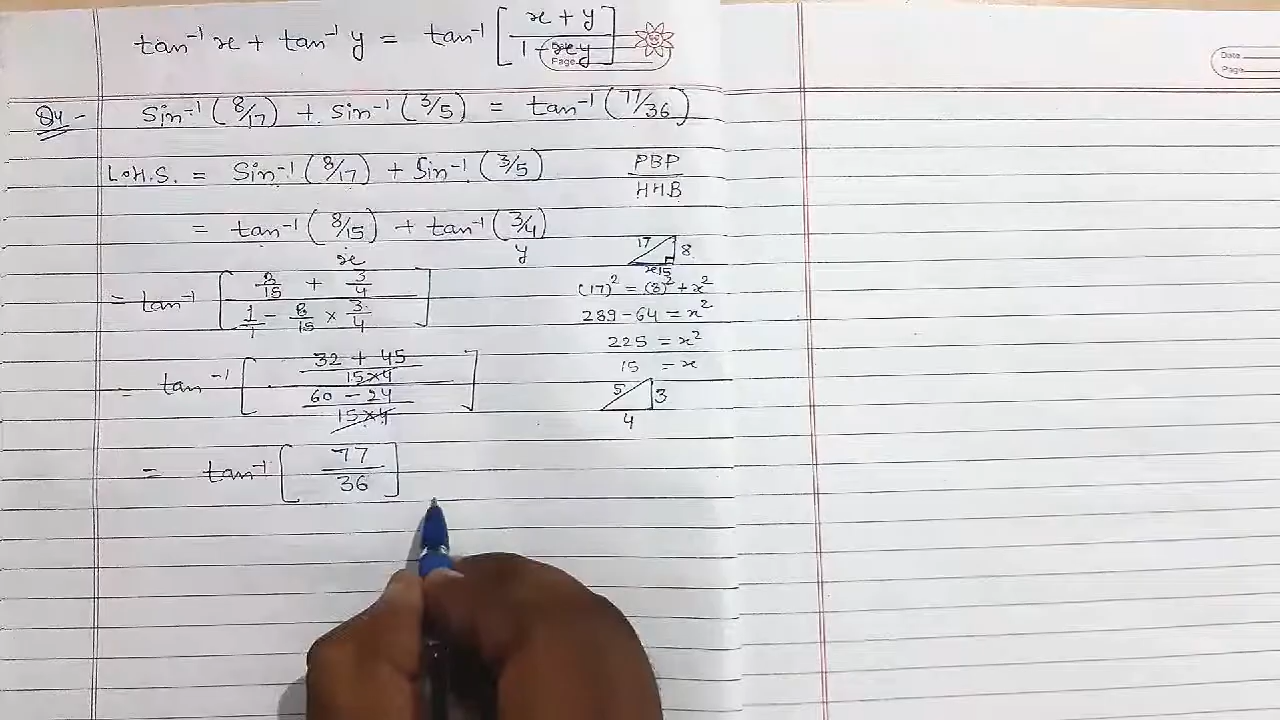 tan⁻¹ x + tan⁻¹ y = tan⁻¹ [ x + y / 1 - xy ]
Page
Date
Page
Q4.- Sin⁻¹ (8/17) + Sin⁻¹ (3/5) = tan⁻¹ (77/36)
L.H.S. = Sin⁻¹ (8/17) + Sin⁻¹ (3/5)
PBP
HHB
= tan⁻¹ (8/15) + tan⁻¹ (3/4)
x y
17 8
x 15
= tan⁻¹ [ 8/15 + 3/4 / 1/1 - 8/15 × 3/4 ]
(17)² = (8)² + x²
289 - 64 = x²
225 = x²
15 = x
= tan⁻¹ [ 32 + 45 / 15×4 / 60 - 24 / 15×4 ]
5 3
4
= tan⁻¹ [ 77 / 36 ]